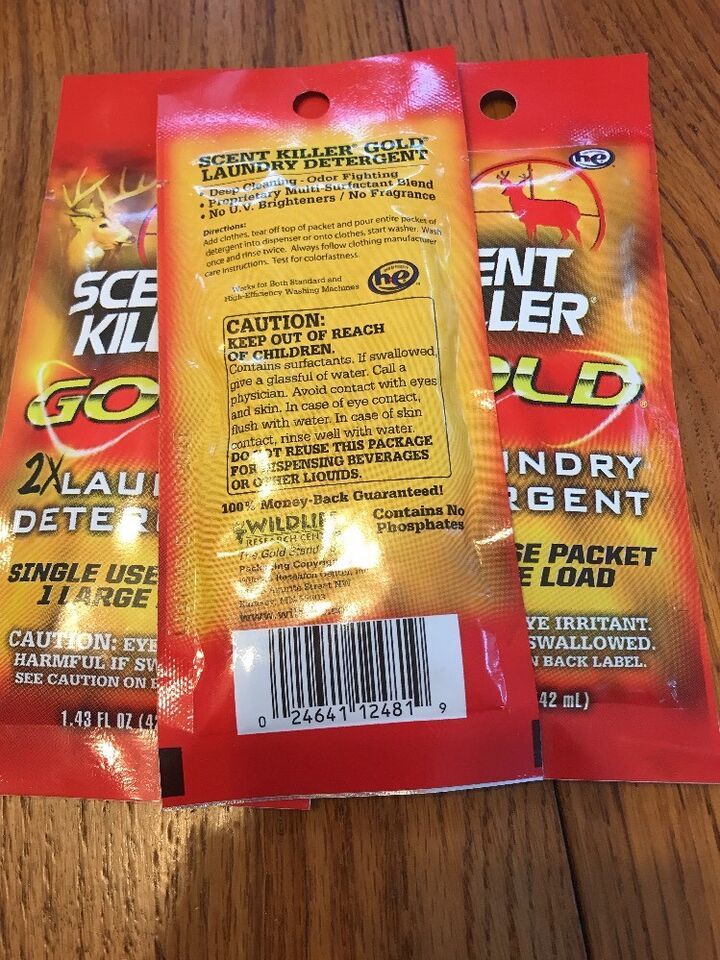 SCENT KILLER® GOLD®
LAUNDRY DETERGENT
• Deep Cleaning - Odor Fighting
• Proprietary Multi-Surfactant Blend
• No U.V. Brighteners / No Fragrance
Directions:
Add clothes, tear off top of packet and pour entire packet of
detergent into dispenser or onto clothes, start washer. Wash
once and rinse twice. Always follow clothing manufacturer
care instructions. Test for colorfastness.
Works for Both Standard and
High-Efficiency Washing Machines
he
CAUTION:
KEEP OUT OF REACH
OF CHILDREN.
Contains surfactants. If swallowed,
give a glassful of water. Call a
physician. Avoid contact with eyes
and skin. In case of eye contact,
flush with water. In case of skin
contact, rinse well with water.
DO NOT REUSE THIS PACKAGE
FOR DISPENSING BEVERAGES
OR OTHER LIQUIDS.
100% Money-Back Guaranteed!
WILDLIFE
RESEARCH CENTER
Contains No
Phosphates
The Gold
Street NW
0 24641 12481 9
SCE
KIL
GO
2X LAU
DETER
SINGLE USE
1 LARGE
CAUTION: EYE
HARMFUL IF SW
SEE CAUTION ON
1.43 FL OZ (4
he
ENT
LER®
OLD®
NDRY
RGENT
SE PACKET
E LOAD
YE IRRITANT.
SWALLOWED.
N BACK LABEL.
42 mL)